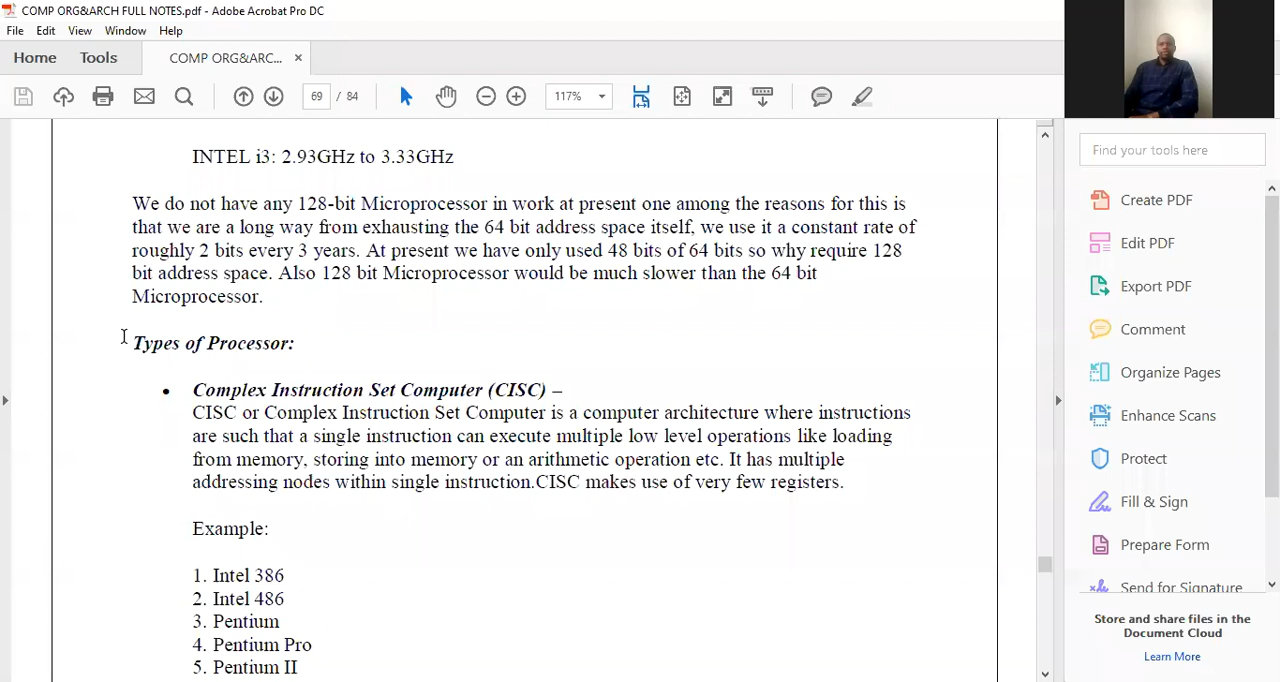 COMP ORG&ARCH FULL NOTES.pdf - Adobe Acrobat Pro DC
File Edit View Window Help
Home Tools COMP ORG&ARC... ×
69 / 84 117%
INTEL i3: 2.93GHz to 3.33GHz
We do not have any 128-bit Microprocessor in work at present one among the reasons for this is
that we are a long way from exhausting the 64 bit address space itself, we use it a constant rate of
roughly 2 bits every 3 years. At present we have only used 48 bits of 64 bits so why require 128
bit address space. Also 128 bit Microprocessor would be much slower than the 64 bit
Microprocessor.
Types of Processor:
• Complex Instruction Set Computer (CISC) –
CISC or Complex Instruction Set Computer is a computer architecture where instructions
are such that a single instruction can execute multiple low level operations like loading
from memory, storing into memory or an arithmetic operation etc. It has multiple
addressing nodes within single instruction.CISC makes use of very few registers.
Example:
1. Intel 386
2. Intel 486
3. Pentium
4. Pentium Pro
5. Pentium II
Find your tools here
Create PDF
Edit PDF
Export PDF
Comment
Organize Pages
Enhance Scans
Protect
Fill & Sign
Prepare Form
Send for Signature
Store and share files in the
Document Cloud
Learn More